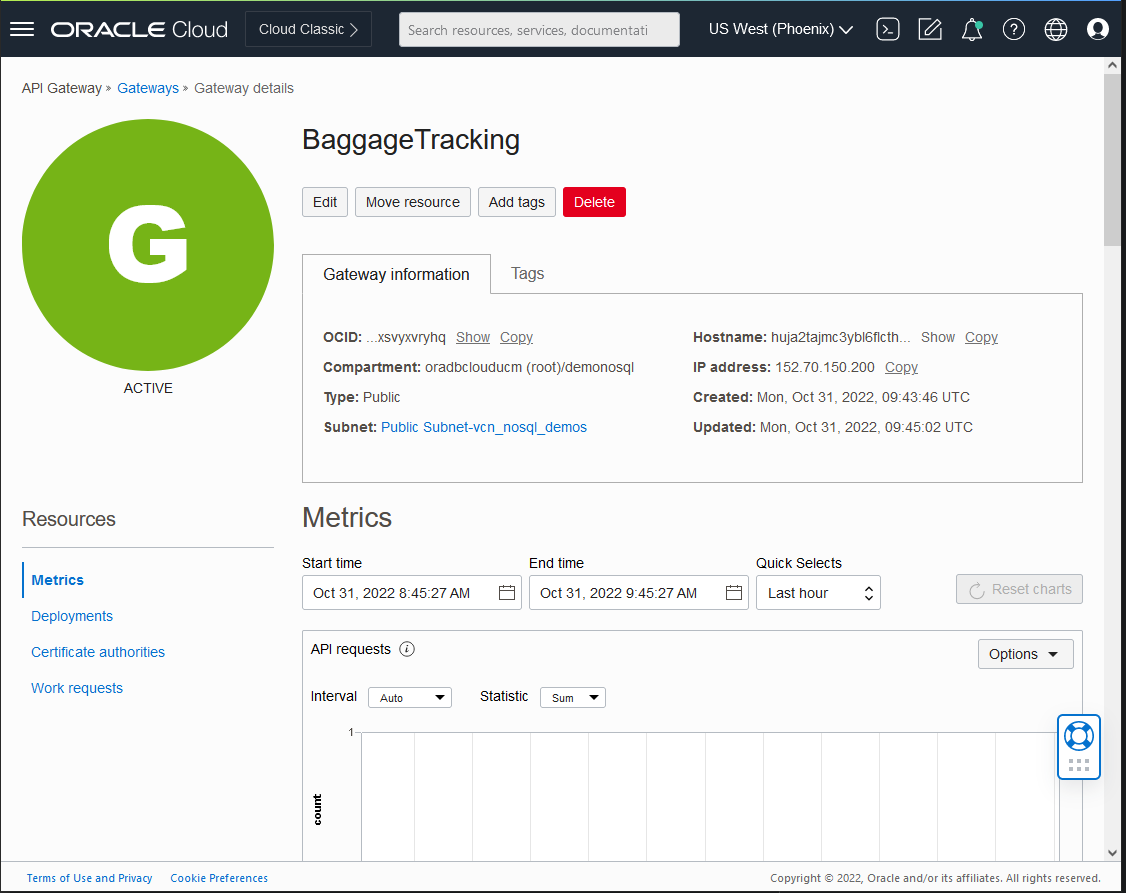 ORACLE Cloud Cloud Classic Search resources, services, documentati US West (Phoenix)
API Gateway » Gateways » Gateway details
G
ACTIVE
BaggageTracking
Edit Move resource Add tags Delete
Gateway information Tags
OCID: ...xsvyxvryhq Show Copy
Compartment: oradbclouducm (root)/demonosql
Type: Public
Subnet: Public Subnet-vcn_nosql_demos
Hostname: huja2tajmc3ybl6flcth... Show Copy
IP address: 152.70.150.200 Copy
Created: Mon, Oct 31, 2022, 09:43:46 UTC
Updated: Mon, Oct 31, 2022, 09:45:02 UTC
Resources
Metrics
Deployments
Certificate authorities
Work requests
Metrics
Start time End time Quick Selects
Oct 31, 2022 8:45:27 AM Oct 31, 2022 9:45:27 AM Last hour Reset charts
API requests i Options
Interval Auto Statistic Sum
1
count
Terms of Use and Privacy Cookie Preferences Copyright © 2022, Oracle and/or its affiliates. All rights reserved.